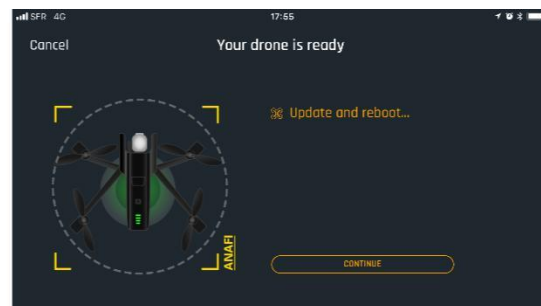 SFR 4G 17:55
Cancel Your drone is ready
Update and reboot...
ANAFI
CONTINUE